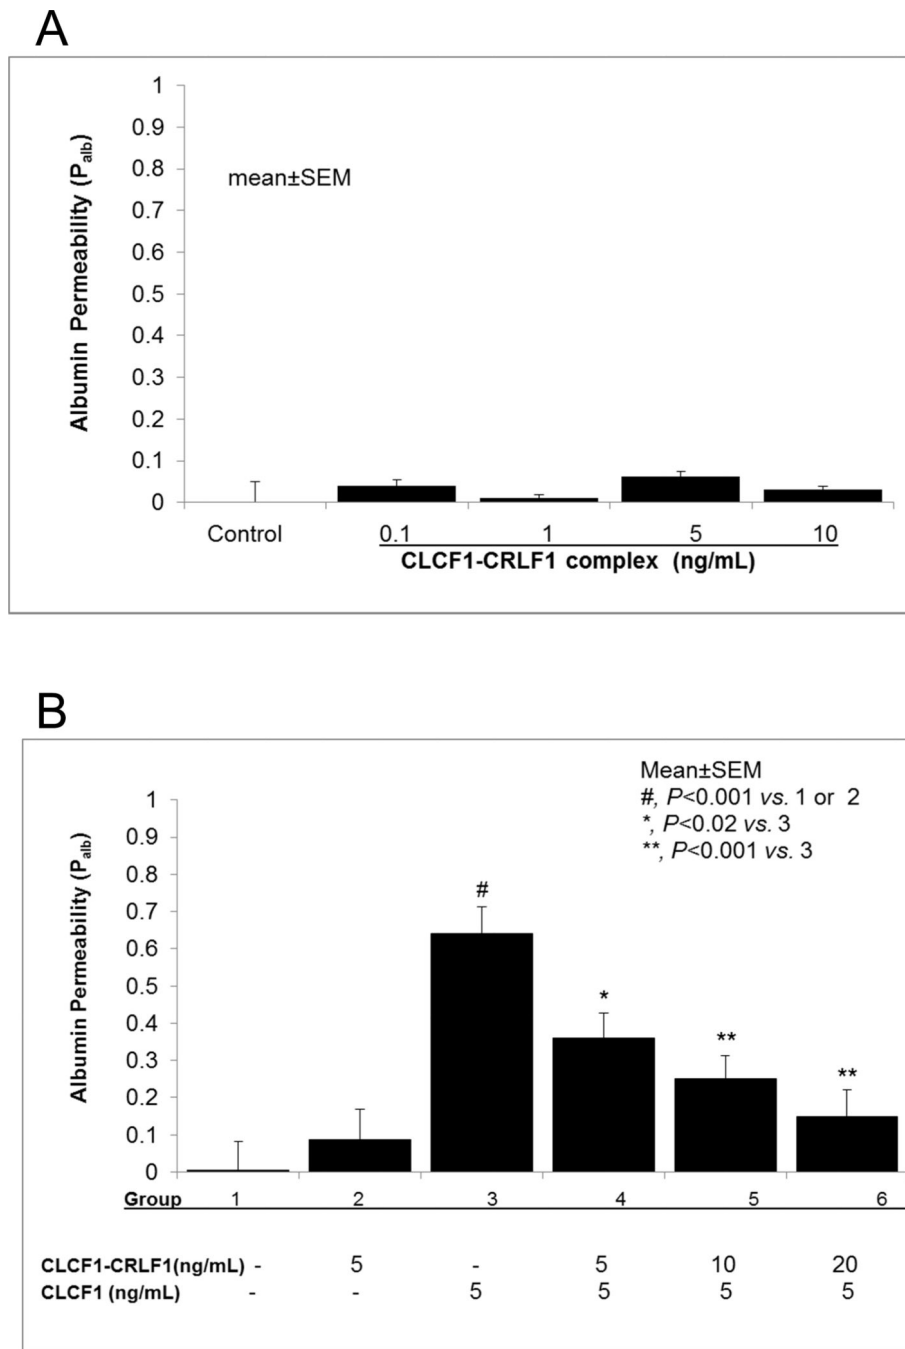 A
Albumin Permeability (Palb)
1
0.9
0.8
0.7
0.6
0.5
0.4
0.3
0.2
0.1
0
mean±SEM
Control 0.1 1 5 10
CLCF1-CRLF1 complex (ng/mL)
B
Albumin Permeability (Palb)
1
0.9
0.8
0.7
0.6
0.5
0.4
0.3
0.2
0.1
0
Mean±SEM
#, P<0.001 vs. 1 or 2
*, P<0.02 vs. 3
**, P<0.001 vs. 3
#
*
**
**
Group 1 2 3 4 5 6
CLCF1-CRLF1(ng/mL) - 5 - 5 10 20
CLCF1 (ng/mL) - - 5 5 5 5